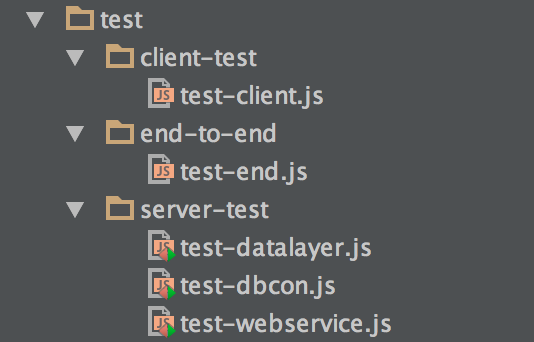 test
client-test
JS test-client.js
end-to-end
JS test-end.js
server-test
JS test-datalayer.js
JS test-dbcon.js
JS test-webservice.js